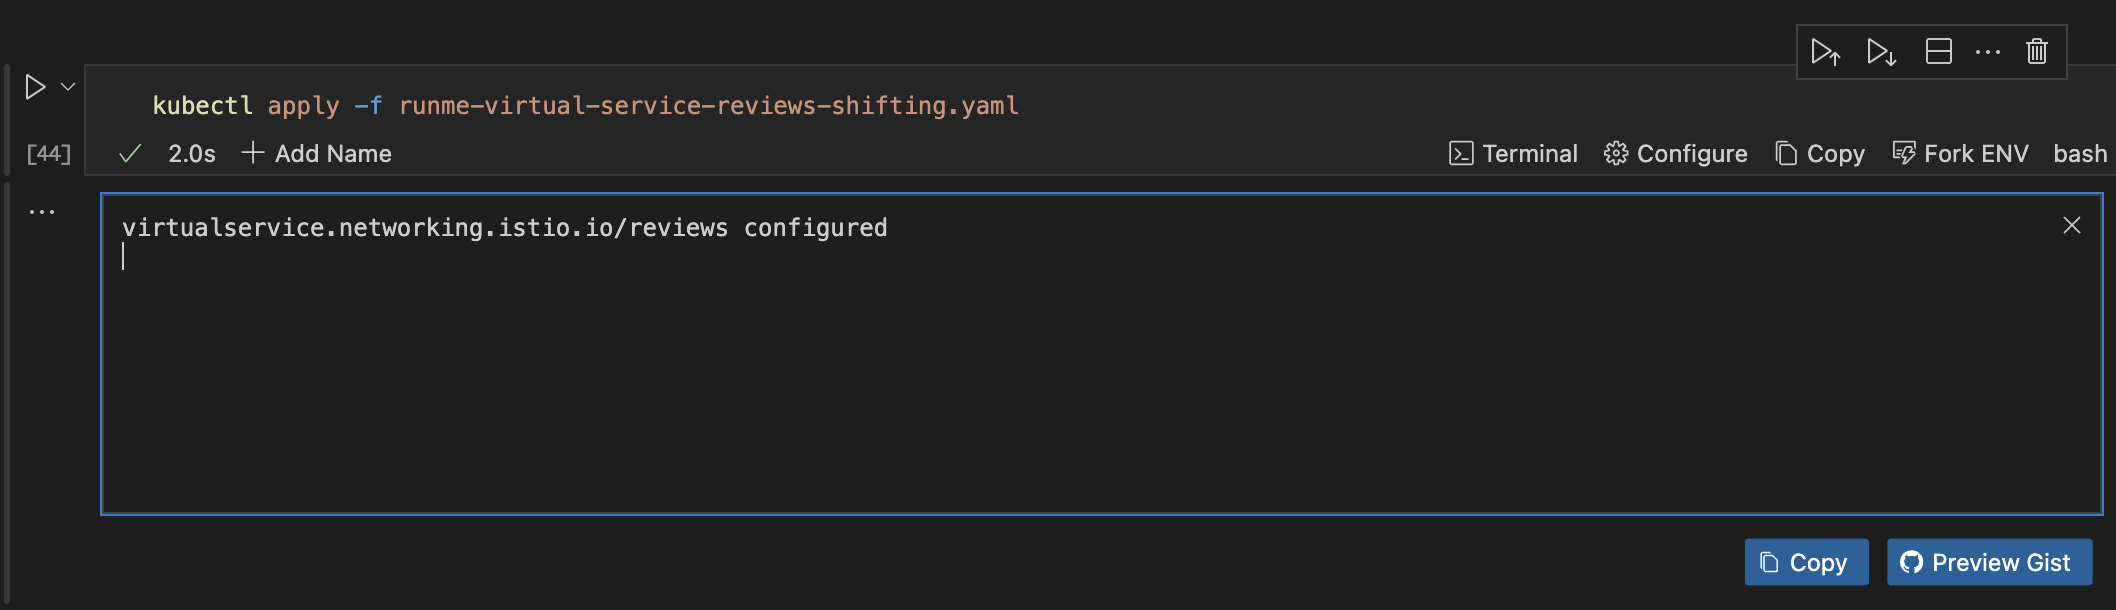 kubectl apply -f runme-virtual-service-reviews-shifting.yaml
[44] 2.0s Add Name Terminal Configure Copy Fork ENV bash
virtualservice.networking.istio.io/reviews configured
Copy Preview Gist